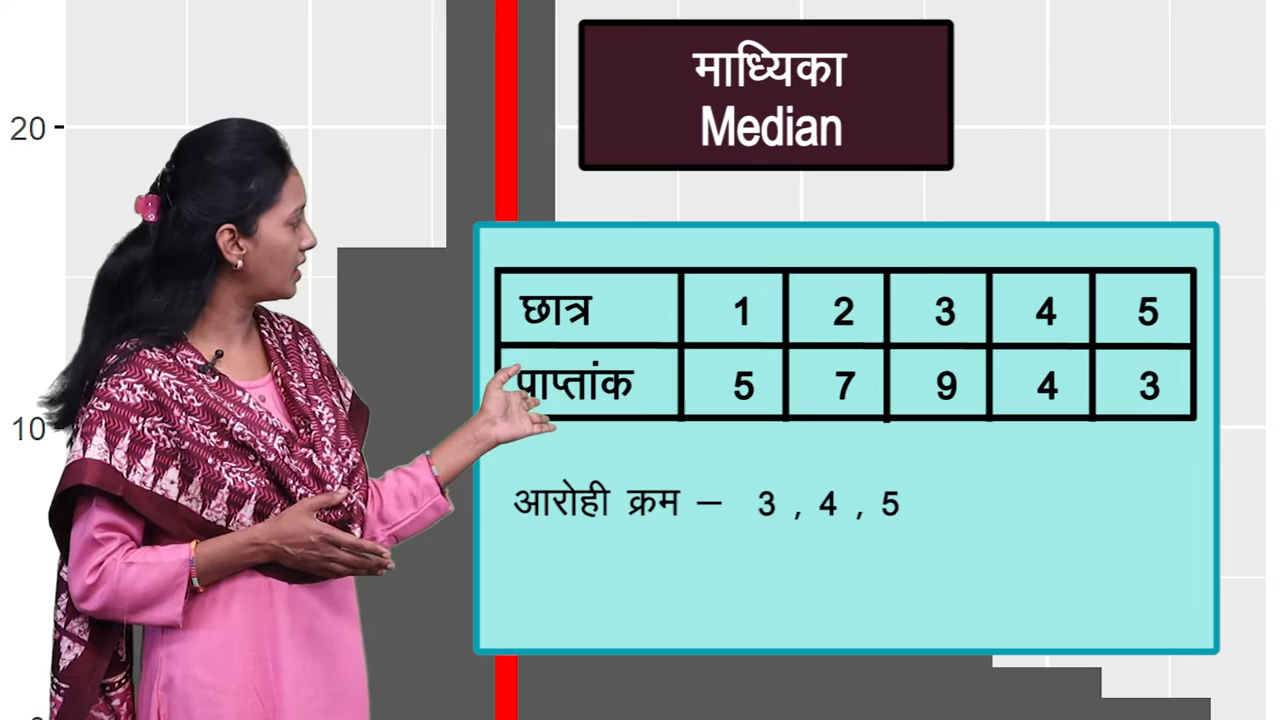 माध्यिका
Median
20
10
छात्र 1 2 3 4 5
प्राप्तांक 5 7 9 4 3
आरोही क्रम – 3 , 4 , 5